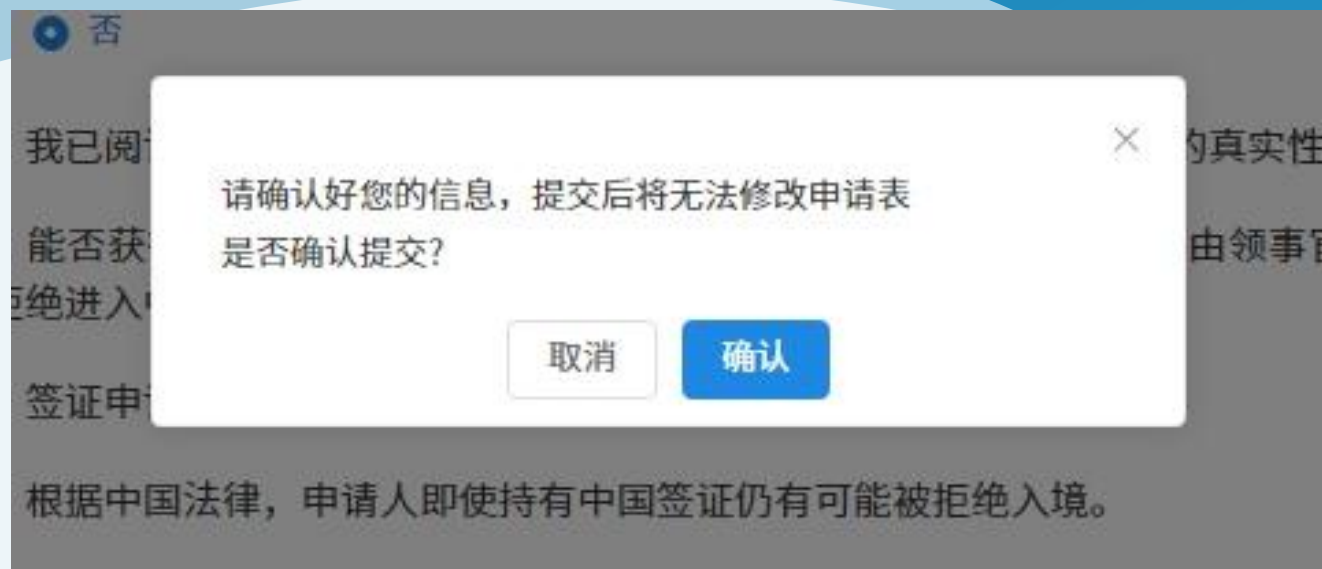 否
我已阅
的真实性
请确认好您的信息，提交后将无法修改申请表
能否获
是否确认提交?
由领事官
拒绝进入
取消
确认
签证申
根据中国法律，申请人即使持有中国签证仍有可能被拒绝入境。